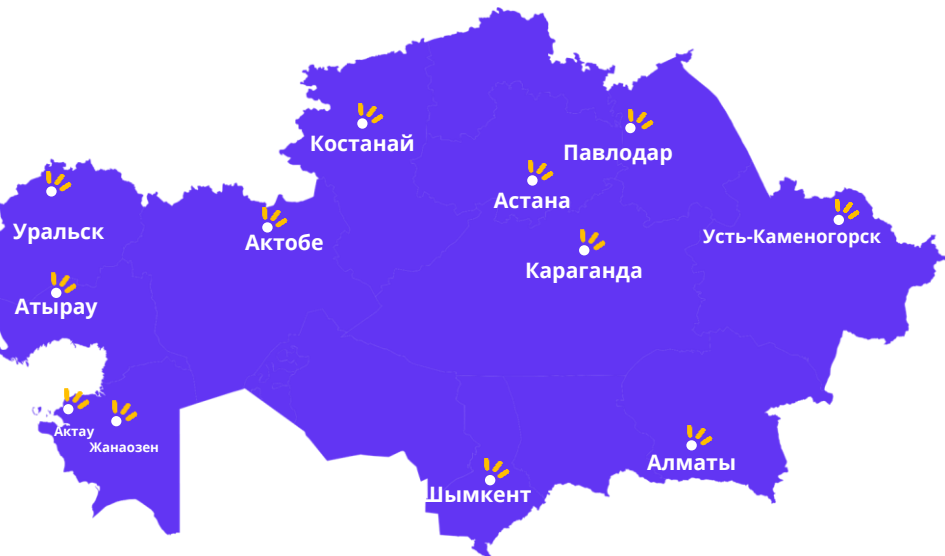 Костанай
Павлодар
Астана
Уральск
Актобе
Усть-Каменогорск
Караганда
Атырау
Актау
Жанаозен
Алматы
Шымкент